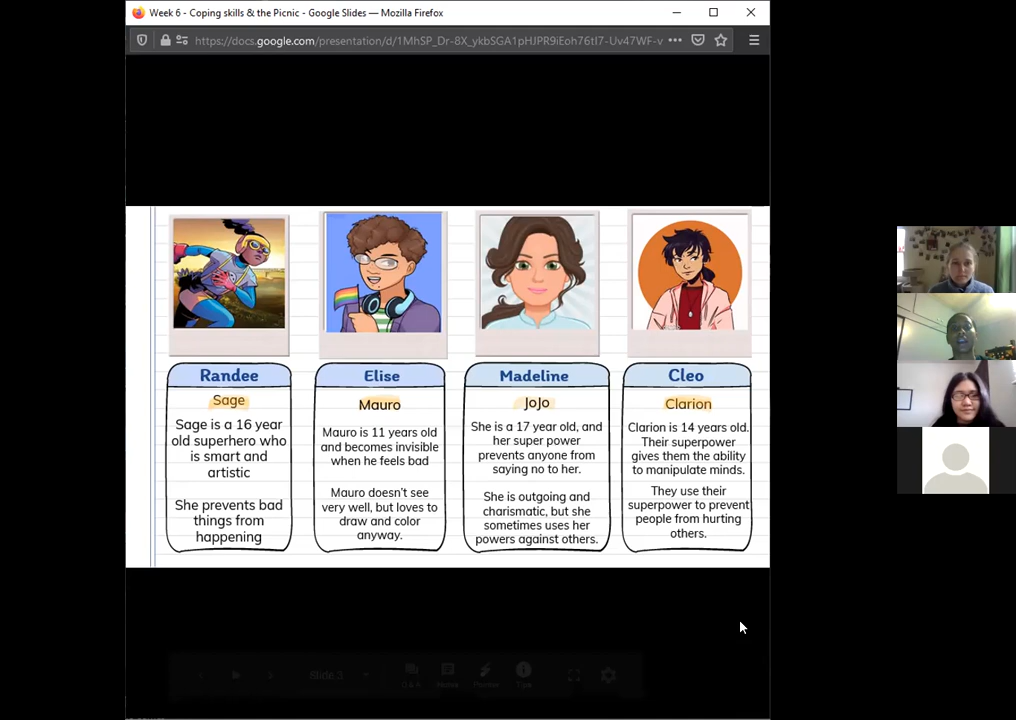 Week 6 - Coping skills & the Picnic - Google Slides — Mozilla Firefox
https://docs.google.com/presentation/d/1MhSP_Dr-8X_ykbSGA1pHJPR9iEoh76tI7-Uv47WF-v
Randee
Sage
Sage is a 16 year
old superhero who
is smart and
artistic
She prevents bad
things from
happening
Elise
Mauro
Mauro is 11 years old
and becomes invisible
when he feels bad
Mauro doesn't see
very well, but loves to
draw and color
anyway.
Madeline
JoJo
She is a 17 year old, and
her super power
prevents anyone from
saying no to her.
She is outgoing and
charismatic, but she
sometimes uses her
powers against others.
Cleo
Clarion
Clarion is 14 years old.
Their superpower
gives them the ability
to manipulate minds.
They use their
superpower to prevent
people from hurting
others.
Slide 3
Q & A
Notes
Pointer